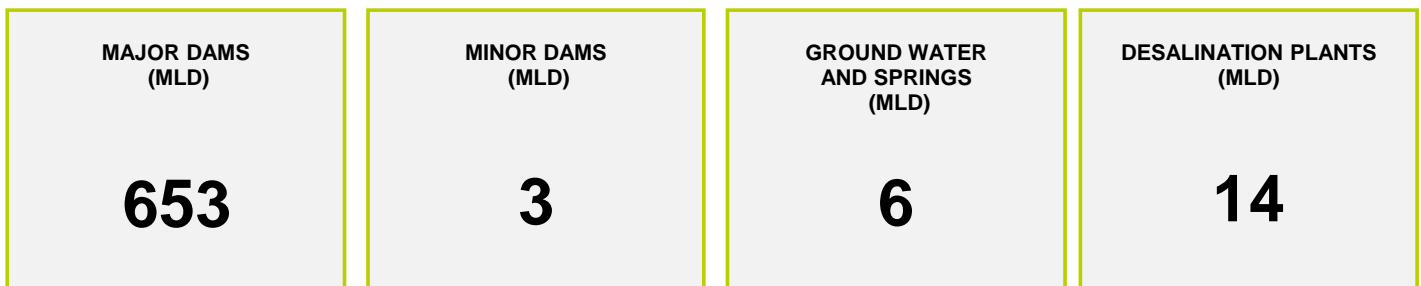 MAJOR DAMS
(MLD)
653
MINOR DAMS
(MLD)
3
GROUND WATER
AND SPRINGS
(MLD)
6
DESALINATION PLANTS
(MLD)
14